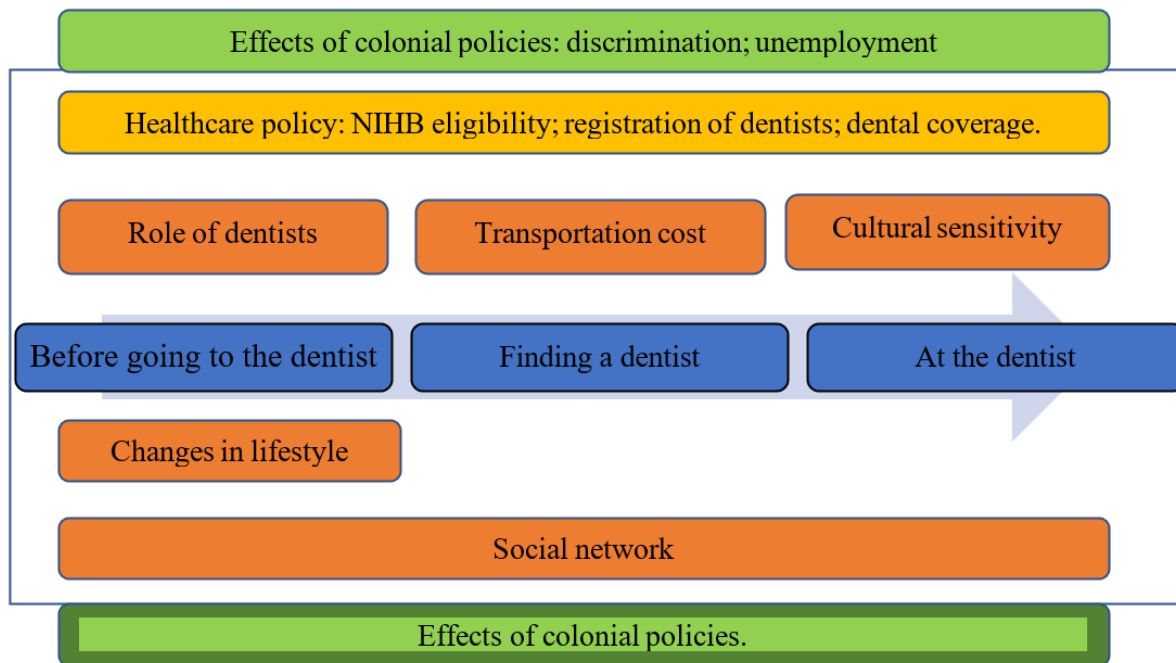 Effects of colonial policies: discrimination; unemployment
Healthcare policy: NIHB eligibility; registration of dentists; dental coverage.
Role of dentists
Transportation cost
Cultural sensitivity
Before going to the dentist
Finding a dentist
At the dentist
Changes in lifestyle
Social network
Effects of colonial policies.